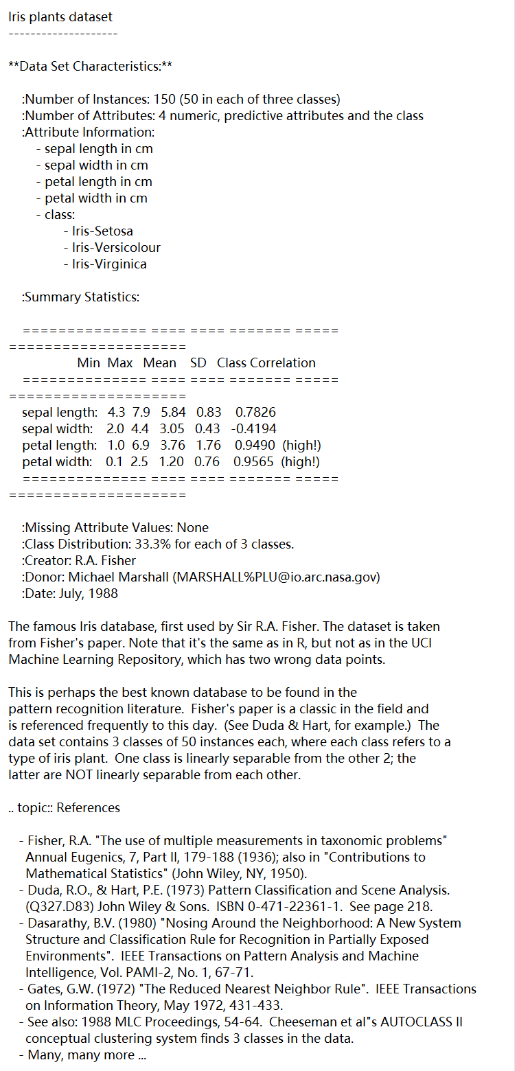 Iris plants dataset
--------------------
**Data Set Characteristics:**
:Number of Instances: 150 (50 in each of three classes)
:Number of Attributes: 4 numeric, predictive attributes and the class
:Attribute Information:
- sepal length in cm
- sepal width in cm
- petal length in cm
- petal width in cm
- class:
- Iris-Setosa
- Iris-Versicolour
- Iris-Virginica
:Summary Statistics:
============== ==== ==== ======= =====
====================
Min Max Mean SD Class Correlation
============== ==== ==== ======= =====
====================
sepal length: 4.3 7.9 5.84 0.83 0.7826
sepal width: 2.0 4.4 3.05 0.43 -0.4194
petal length: 1.0 6.9 3.76 1.76 0.9490 (high!)
petal width: 0.1 2.5 1.20 0.76 0.9565 (high!)
============== ==== ==== ======= =====
====================
:Missing Attribute Values: None
:Class Distribution: 33.3% for each of 3 classes.
:Creator: R.A. Fisher
:Donor: Michael Marshall (MARSHALL%PLU@io.arc.nasa.gov)
:Date: July, 1988
The famous Iris database, first used by Sir R.A. Fisher. The dataset is taken
from Fisher's paper. Note that it's the same as in R, but not as in the UCI
Machine Learning Repository, which has two wrong data points.
This is perhaps the best known database to be found in the
pattern recognition literature. Fisher's paper is a classic in the field and
is referenced frequently to this day. (See Duda & Hart, for example.) The
data set contains 3 classes of 50 instances each, where each class refers to a
type of iris plant. One class is linearly separable from the other 2; the
latter are NOT linearly separable from each other.
.. topic:: References
- Fisher, R.A. "The use of multiple measurements in taxonomic problems"
Annual Eugenics, 7, Part II, 179-188 (1936); also in "Contributions to
Mathematical Statistics" (John Wiley, NY, 1950).
- Duda, R.O., & Hart, P.E. (1973) Pattern Classification and Scene Analysis.
(Q327.D83) John Wiley & Sons. ISBN 0-471-22361-1. See page 218.
- Dasarathy, B.V. (1980) "Nosing Around the Neighborhood: A New System
Structure and Classification Rule for Recognition in Partially Exposed
Environments". IEEE Transactions on Pattern Analysis and Machine
Intelligence, Vol. PAMI-2, No. 1, 67-71.
- Gates, G.W. (1972) "The Reduced Nearest Neighbor Rule". IEEE Transactions
on Information Theory, May 1972, 431-433.
- See also: 1988 MLC Proceedings, 54-64. Cheeseman et al"s AUTOCLASS II
conceptual clustering system finds 3 classes in the data.
- Many, many more ...